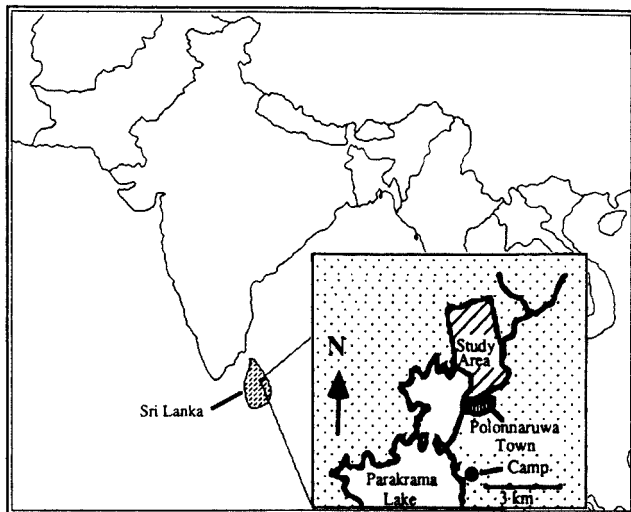 Study
Area
N
Sri Lanka
Polonnaruwa
Town
Camp
Parakrama
Lake
3 km